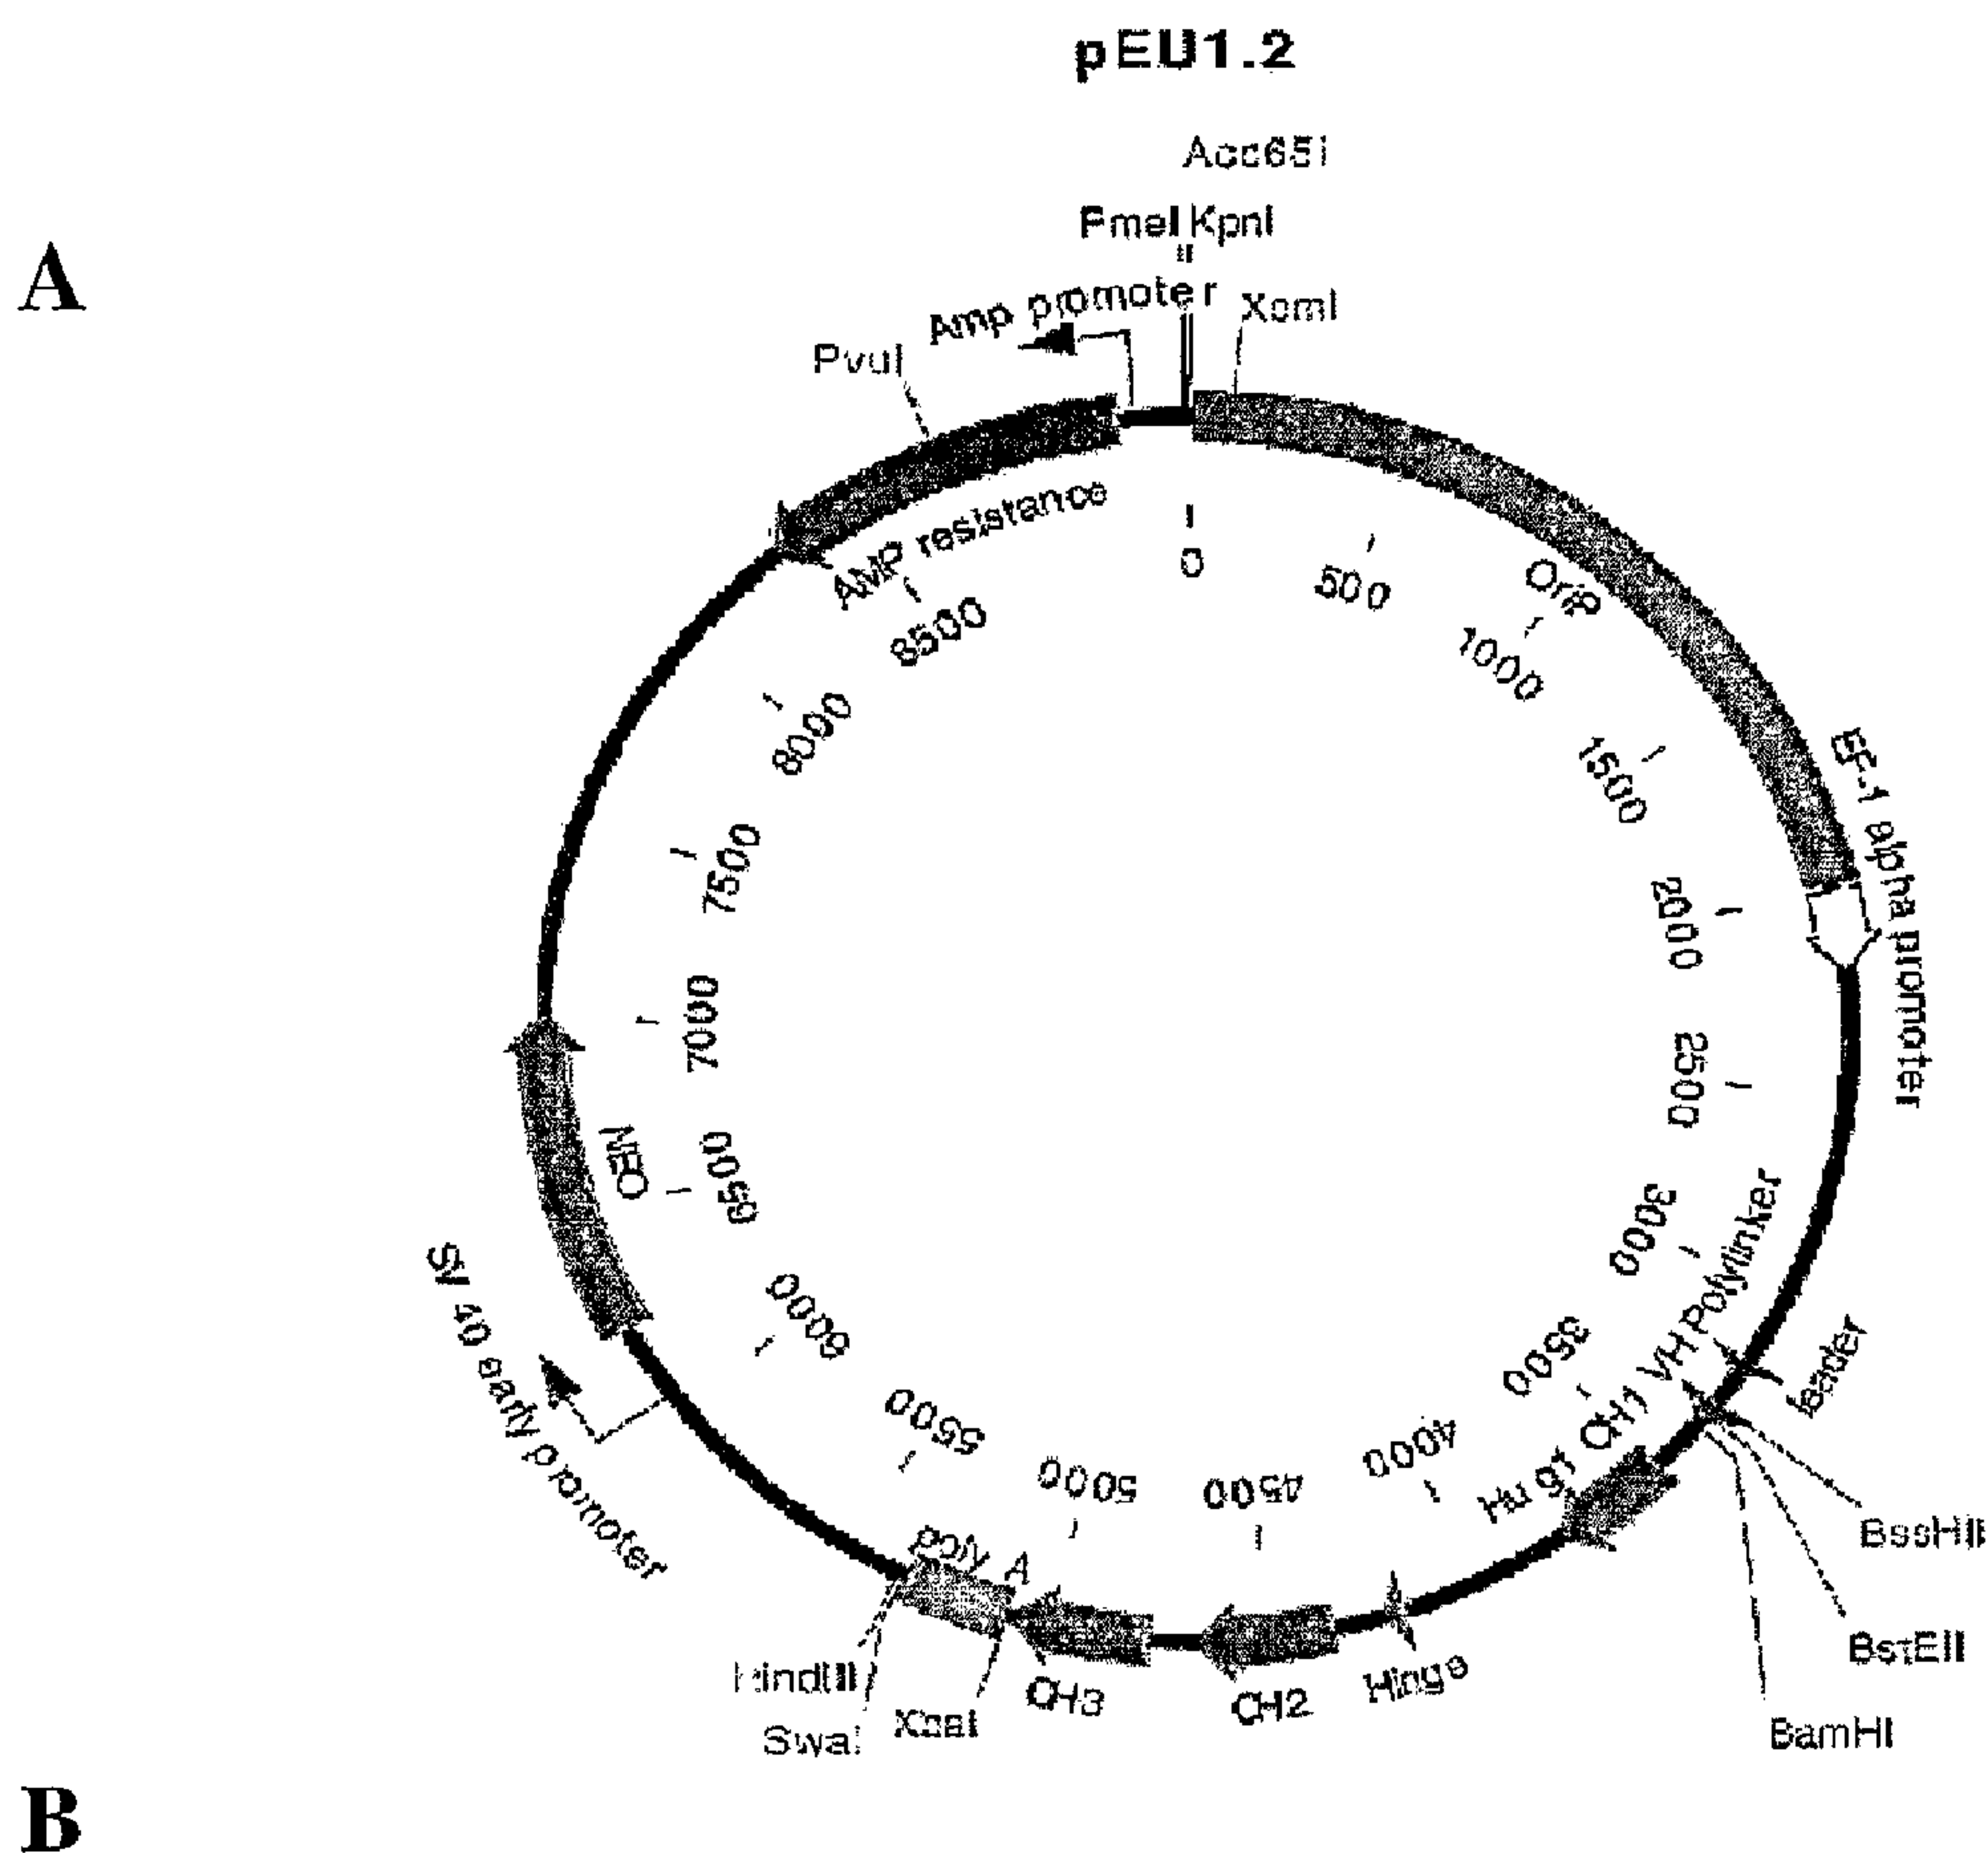 pEU1.2
Acc65I
PmeI KpnI
A
Amp promoter
XcmI
PvuI
AMP resistance
0
500
OriP
1000
1500
EF-1 alpha promoter
2000
2500
3000
VH Polylinker
leader
3500
Hu g1 CH1
4000
BssHII
BstEII
BamHI
4500
Hinge
CH2
5000
CH3
Poly A
XbaI
HindIII
SwaI
5500
6000
SV 40 early promoter
6500
NEO
7000
7500
8000
8500
B